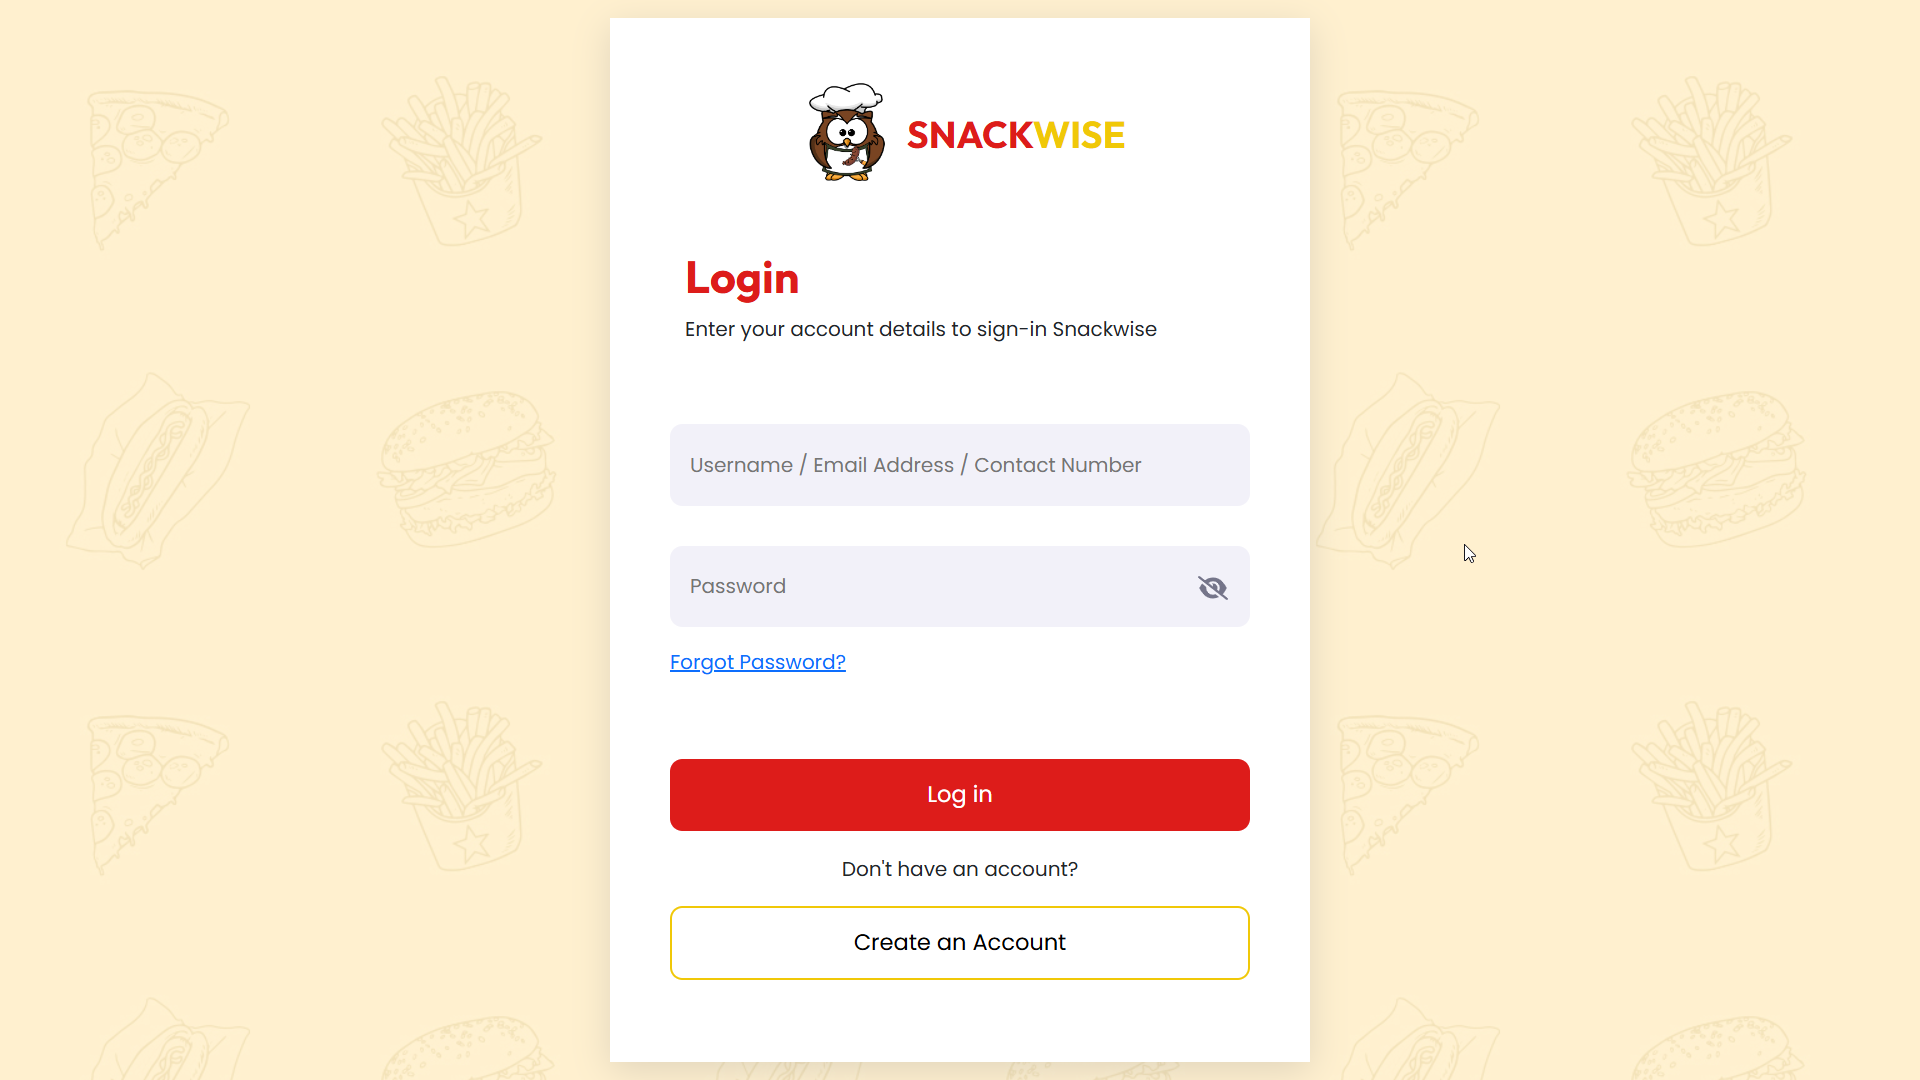 SNACKWISE
Login
Enter your account details to sign-in Snackwise
Username / Email Address / Contact Number
Password
Forgot Password?
Log in
Don't have an account?
Create an Account